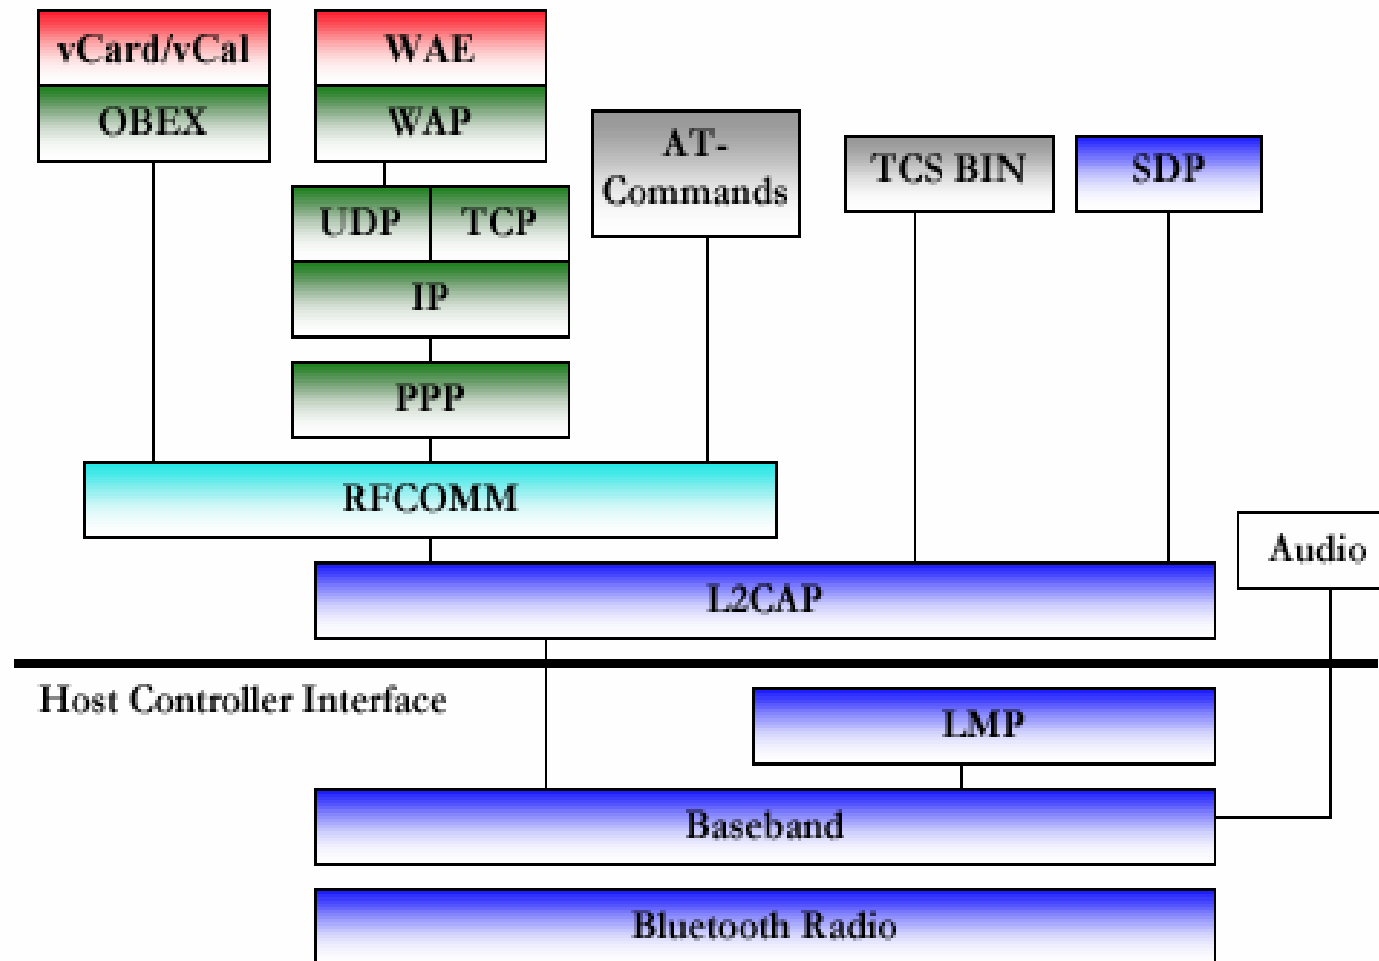 vCard/vCal
WAE
OBEX
WAP
AT-
Commands
TCS BIN
SDP
UDP
TCP
IP
PPP
RFCOMM
Audio
L2CAP
Host Controller Interface
LMP
Baseband
Bluetooth Radio